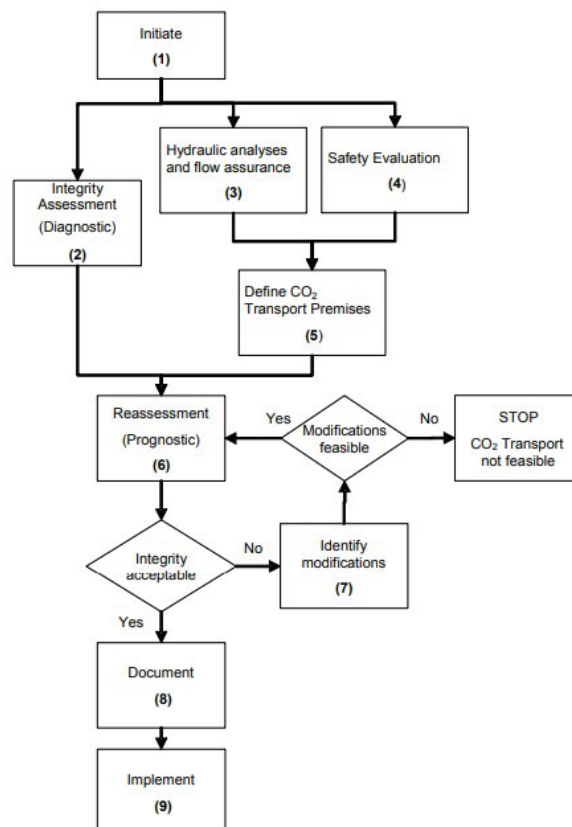 Initiate
(1)
Hydraulic analyses
and flow assurance
(3)
Safety Evaluation
(4)
Integrity
Assessment
(Diagnostic)
(2)
Define CO₂
Transport Premises
(5)
Reassessment
(Prognostic)
(6)
Yes
Modifications
feasible
No
STOP
CO₂ Transport
not feasible
Integrity
acceptable
No
Identify
modifications
(7)
Yes
Document
(8)
Implement
(9)